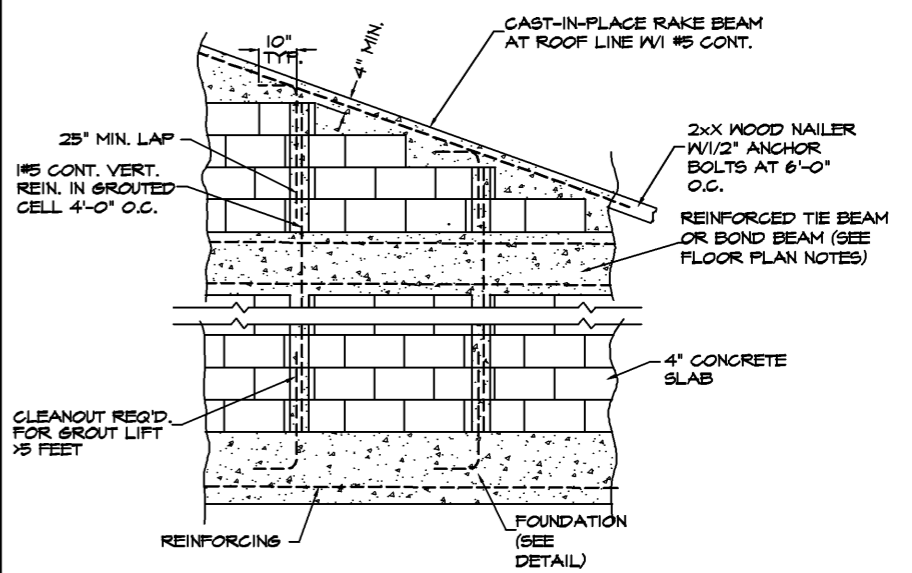 10"
TYP.
4" MIN.
CAST-IN-PLACE RAKE BEAM
AT ROOF LINE W/1 #5 CONT.
25" MIN. LAP
1#5 CONT. VERT.
REIN. IN GROUTED
CELL 4'-0" O.C.
2xX WOOD NAILER
W/1/2" ANCHOR
BOLTS AT 6'-0"
O.C.
REINFORCED TIE BEAM
OR BOND BEAM (SEE
FLOOR PLAN NOTES)
4" CONCRETE
SLAB
CLEANOUT REQ'D.
FOR GROUT LIFT
>5 FEET
REINFORCING
FOUNDATION
(SEE
DETAIL)